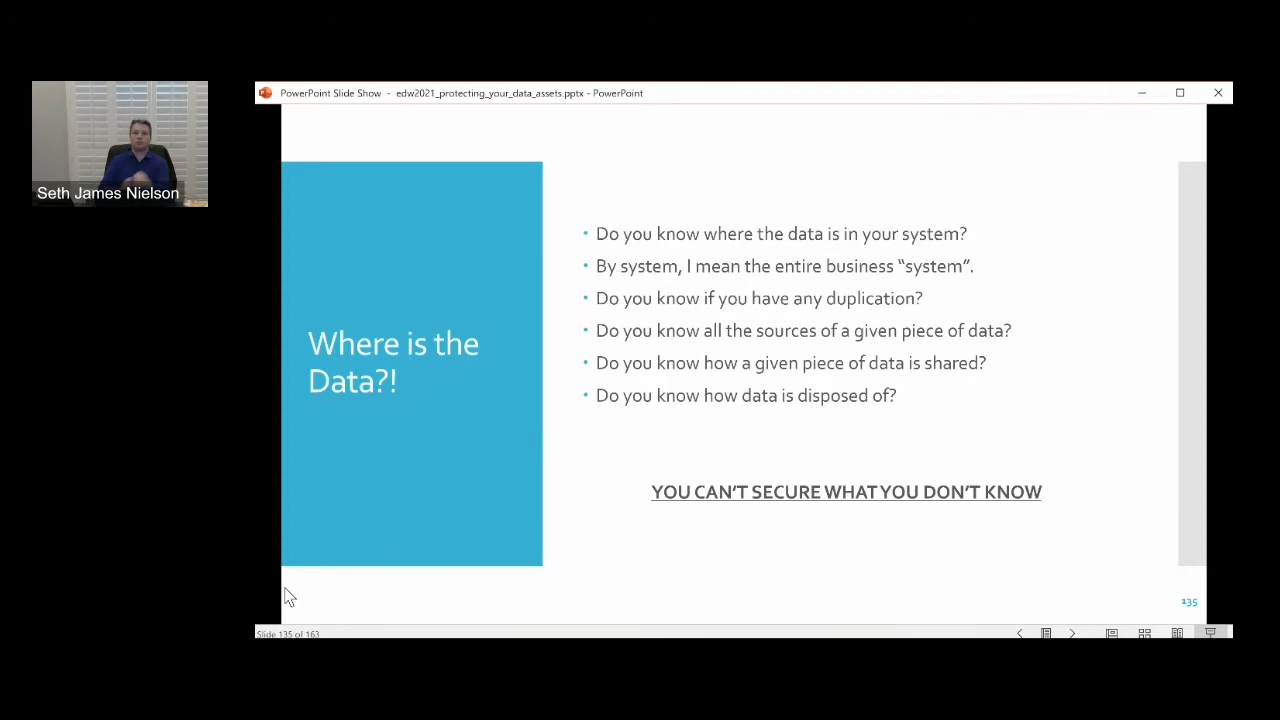 PowerPoint Slide Show - edw2021_protecting_your_data_assets.pptx - PowerPoint
Seth James Nielson
Where is the
Data?!
• Do you know where the data is in your system?
• By system, I mean the entire business “system”.
• Do you know if you have any duplication?
• Do you know all the sources of a given piece of data?
• Do you know how a given piece of data is shared?
• Do you know how data is disposed of?
YOU CAN’T SECURE WHAT YOU DON’T KNOW
135
Slide 135 of 163